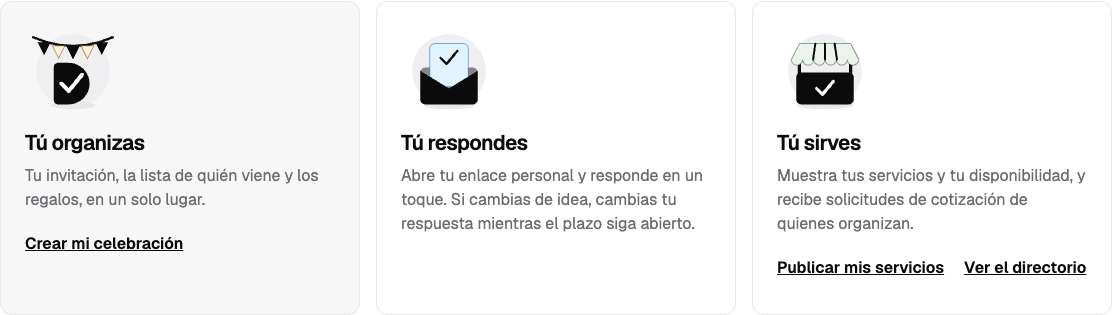 Tú organizas
Tu invitación, la lista de quién viene y los
regalos, en un solo lugar.
Crear mi celebración
Tú respondes
Abre tu enlace personal y responde en un
toque. Si cambias de idea, cambias tu
respuesta mientras el plazo siga abierto.
Tú sirves
Muestra tus servicios y tu disponibilidad, y
recibe solicitudes de cotización de
quienes organizan.
Publicar mis servicios Ver el directorio